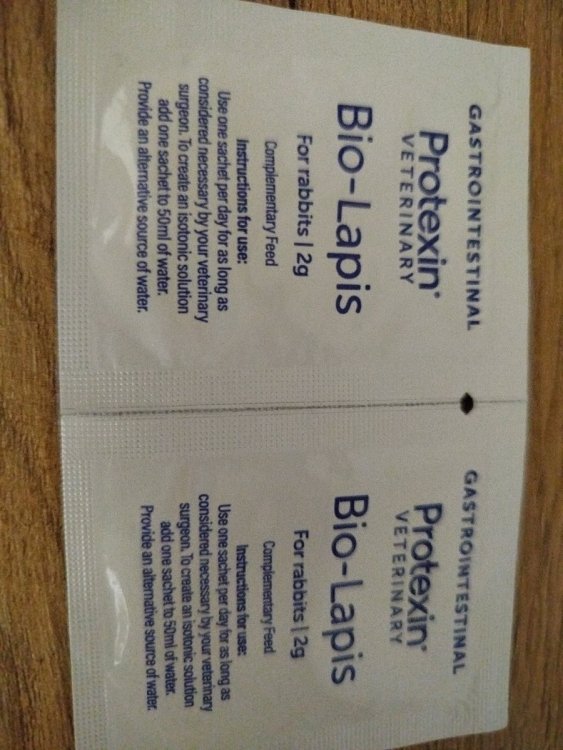 GASTROINTESTINAL
Protexin®
VETERINARY
Bio-Lapis
For rabbits | 2g
Complementary Feed
Instructions for use:
Use one sachet per day for as long as
considered necessary by your veterinary
surgeon. To create an isotonic solution
add one sachet to 50ml of water.
Provide an alternative source of water.
GASTROINTESTINAL
Protexin®
VETERINARY
Bio-Lapis
For rabbits | 2g
Complementary Feed
Instructions for use:
Use one sachet per day for as long as
considered necessary by your veterinary
surgeon. To create an isotonic solution
add one sachet to 50ml of water.
Provide an alternative source of water.